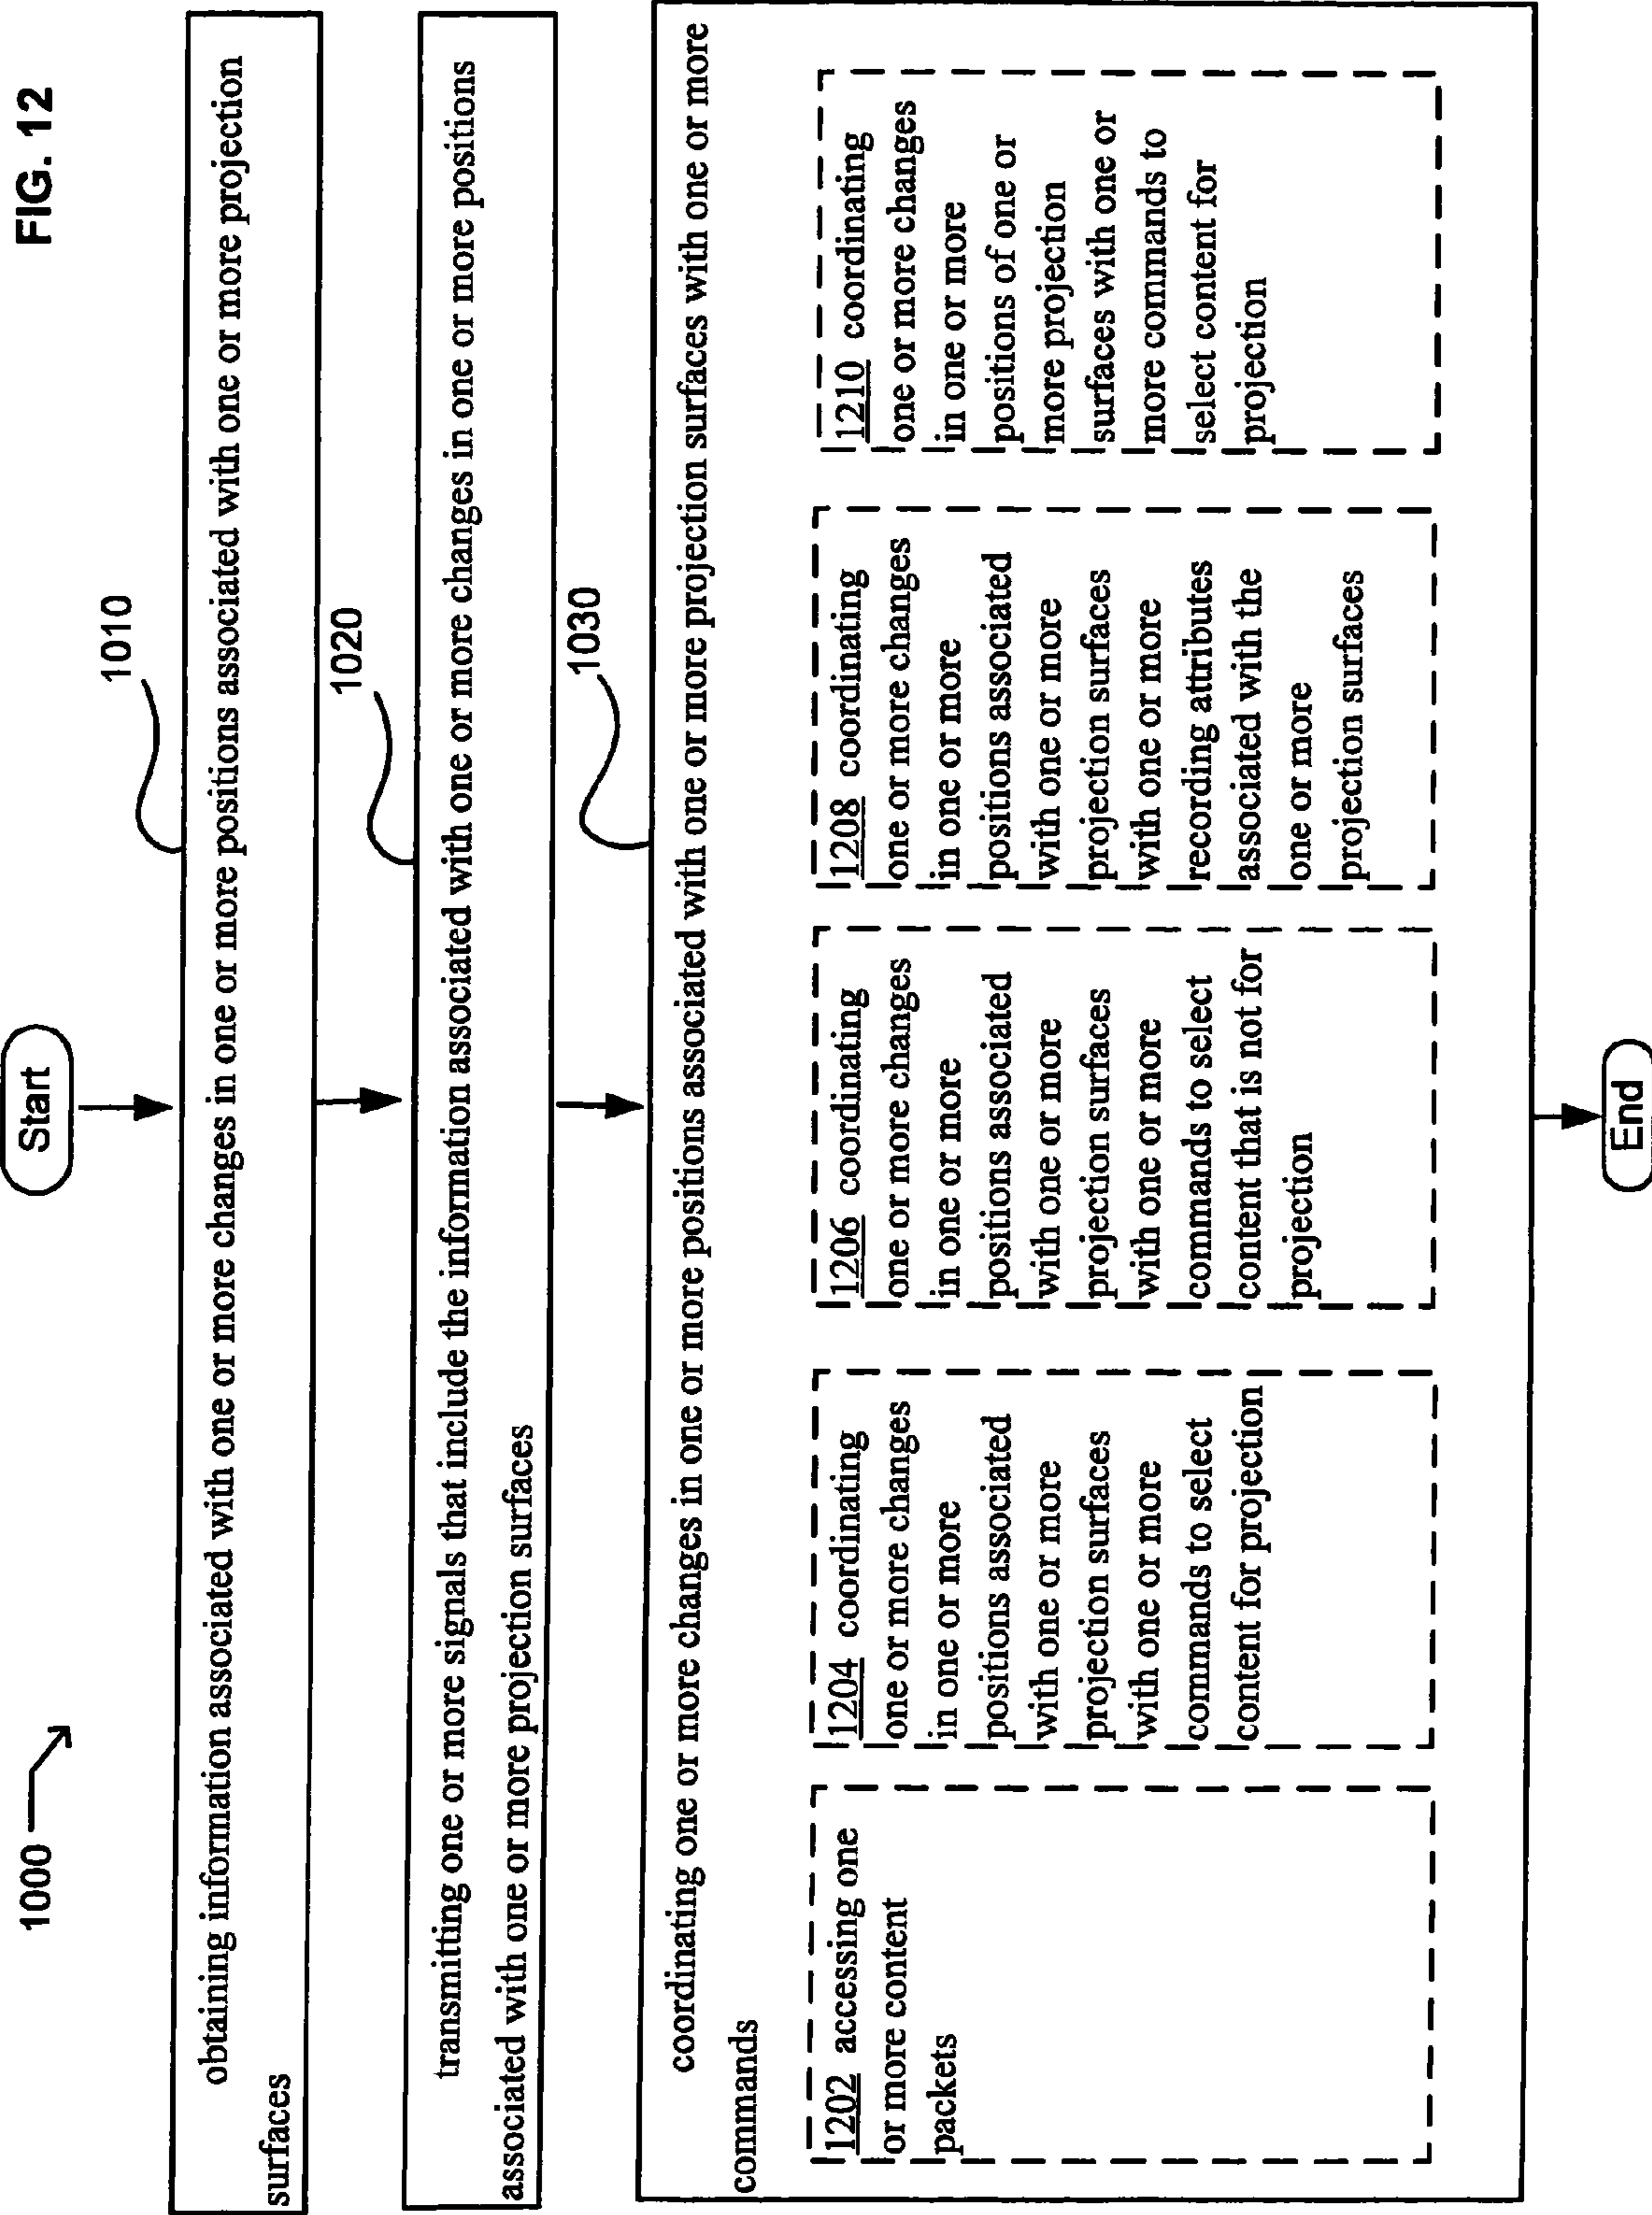 FIG. 12
1000
Start
1010
obtaining information associated with one or more changes in one or more positions associated with one or more projection
surfaces
1020
transmitting one or more signals that include the information associated with one or more changes in one or more positions
associated with one or more projection surfaces
1030
coordinating one or more changes in one or more positions associated with one or more projection surfaces with one or more
commands
1202 accessing one
or more content
packets
1204 coordinating
one or more changes
in one or more
positions associated
with one or more
projection surfaces
with one or more
commands to select
content for projection
1206 coordinating
one or more changes
in one or more
positions associated
with one or more
projection surfaces
with one or more
commands to select
content that is not for
projection
1208 coordinating
one or more changes
in one or more
positions associated
with one or more
projection surfaces
with one or more
recording attributes
associated with the
one or more
projection surfaces
1210 coordinating
one or more changes
in one or more
positions of one or
more projection
surfaces with one or
more commands to
select content for
projection
End